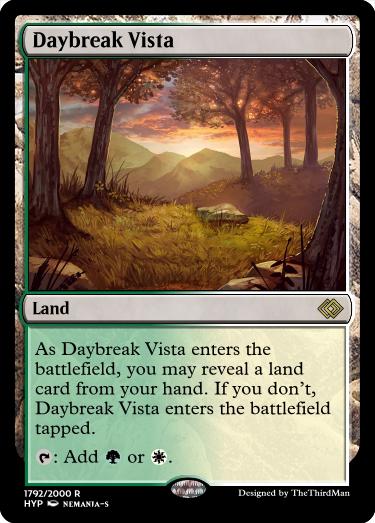 Daybreak Vista
Land
As Daybreak Vista enters the
battlefield, you may reveal a land
card from your hand. If you don't,
Daybreak Vista enters the battlefield
tapped.
: Add or .
1792/2000 R
HYP NEMANIA-S
Designed by TheThirdMan